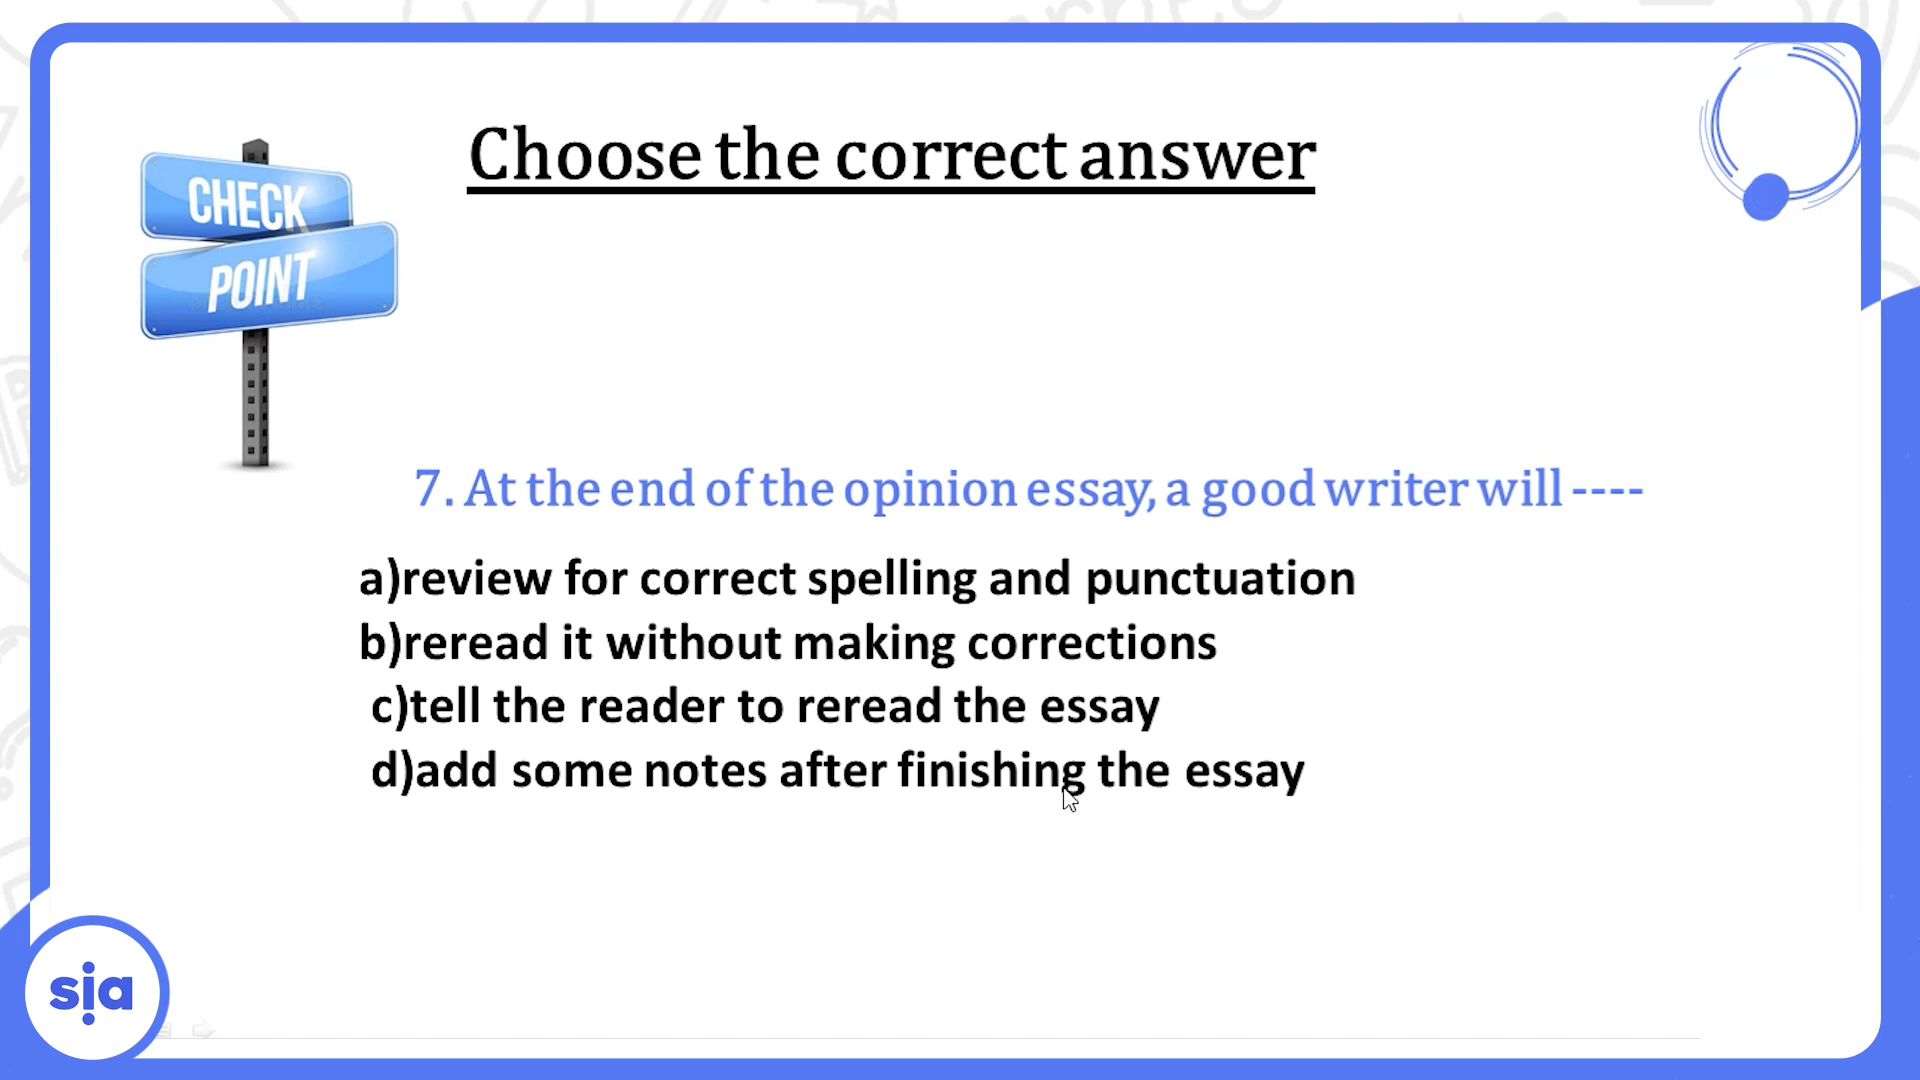 Choose the correct answer
CHECK
POINT
7. At the end of the opinion essay, a good writer will ----
a)review for correct spelling and punctuation
b)reread it without making corrections
c)tell the reader to reread the essay
d)add some notes after finishing the essay
sia